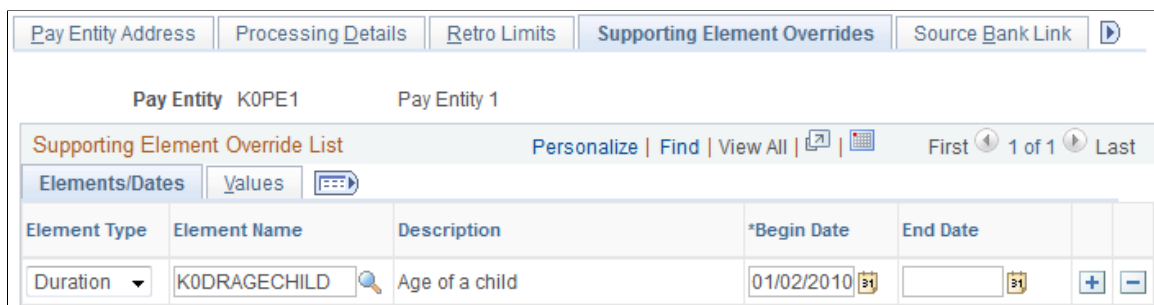 Pay Entity Address Processing Details Retro Limits Supporting Element Overrides Source Bank Link
Pay Entity K0PE1 Pay Entity 1
Supporting Element Override List Personalize | Find | View All | | First 1 of 1 Last
Elements/Dates Values
Element Type Element Name Description *Begin Date End Date
Duration K0DRAGECHILD Age of a child 01/02/2010 31 31 + -